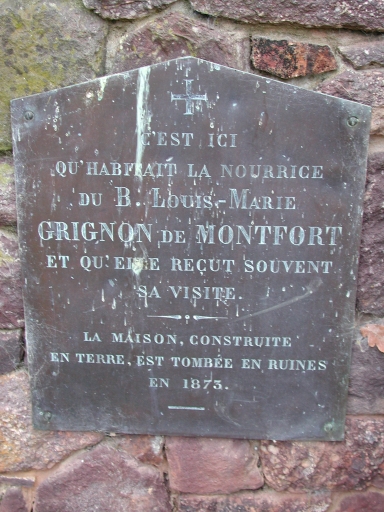 C'EST ICI
QU'HABITAIT LA NOURRICE
DU B. LOUIS-MARIE
GRIGNON DE MONTFORT
ET QU'ELLE REÇUT SOUVENT
SA VISITE.
LA MAISON, CONSTRUITE
EN TERRE, EST TOMBÉE EN RUINES
EN 1873.